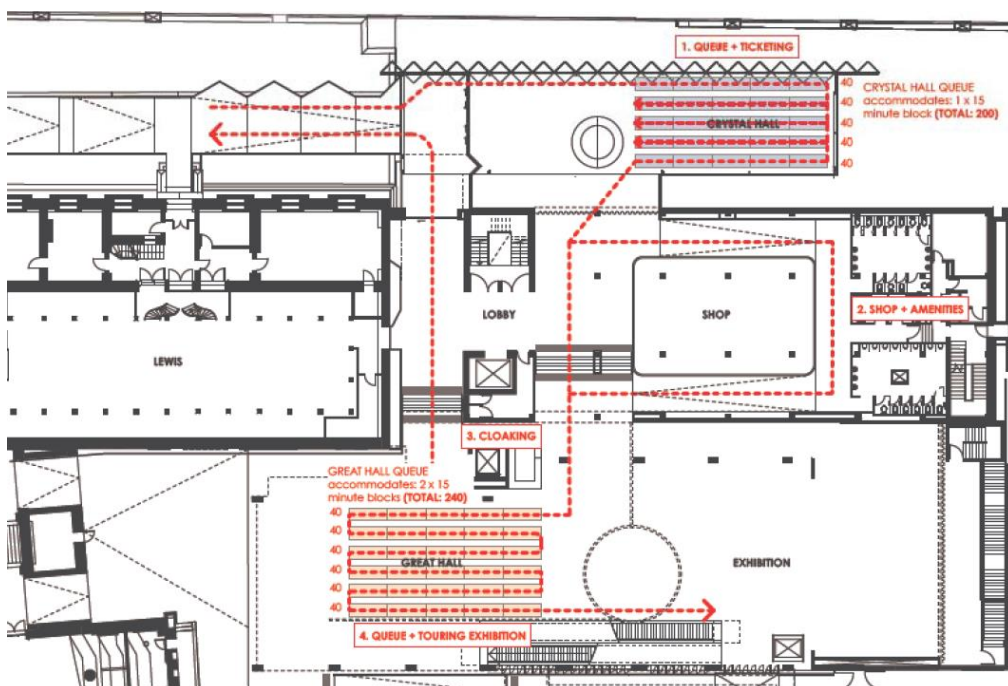 1. QUEUE + TICKETING
40
CRYSTAL HALL QUEUE
40
accommodates: 1 x 15
minute block (TOTAL: 200)
40
CRYSTAL HALL
40
40
LOBBY
SHOP
2. SHOP + AMENITIES
LEWIS
3. CLOAKING
GREAT HALL QUEUE
accommodates: 2 x 15
minute blocks (TOTAL: 240)
40
40
40
40
40
40
GREAT HALL
EXHIBITION
4. QUEUE + TOURING EXHIBITION